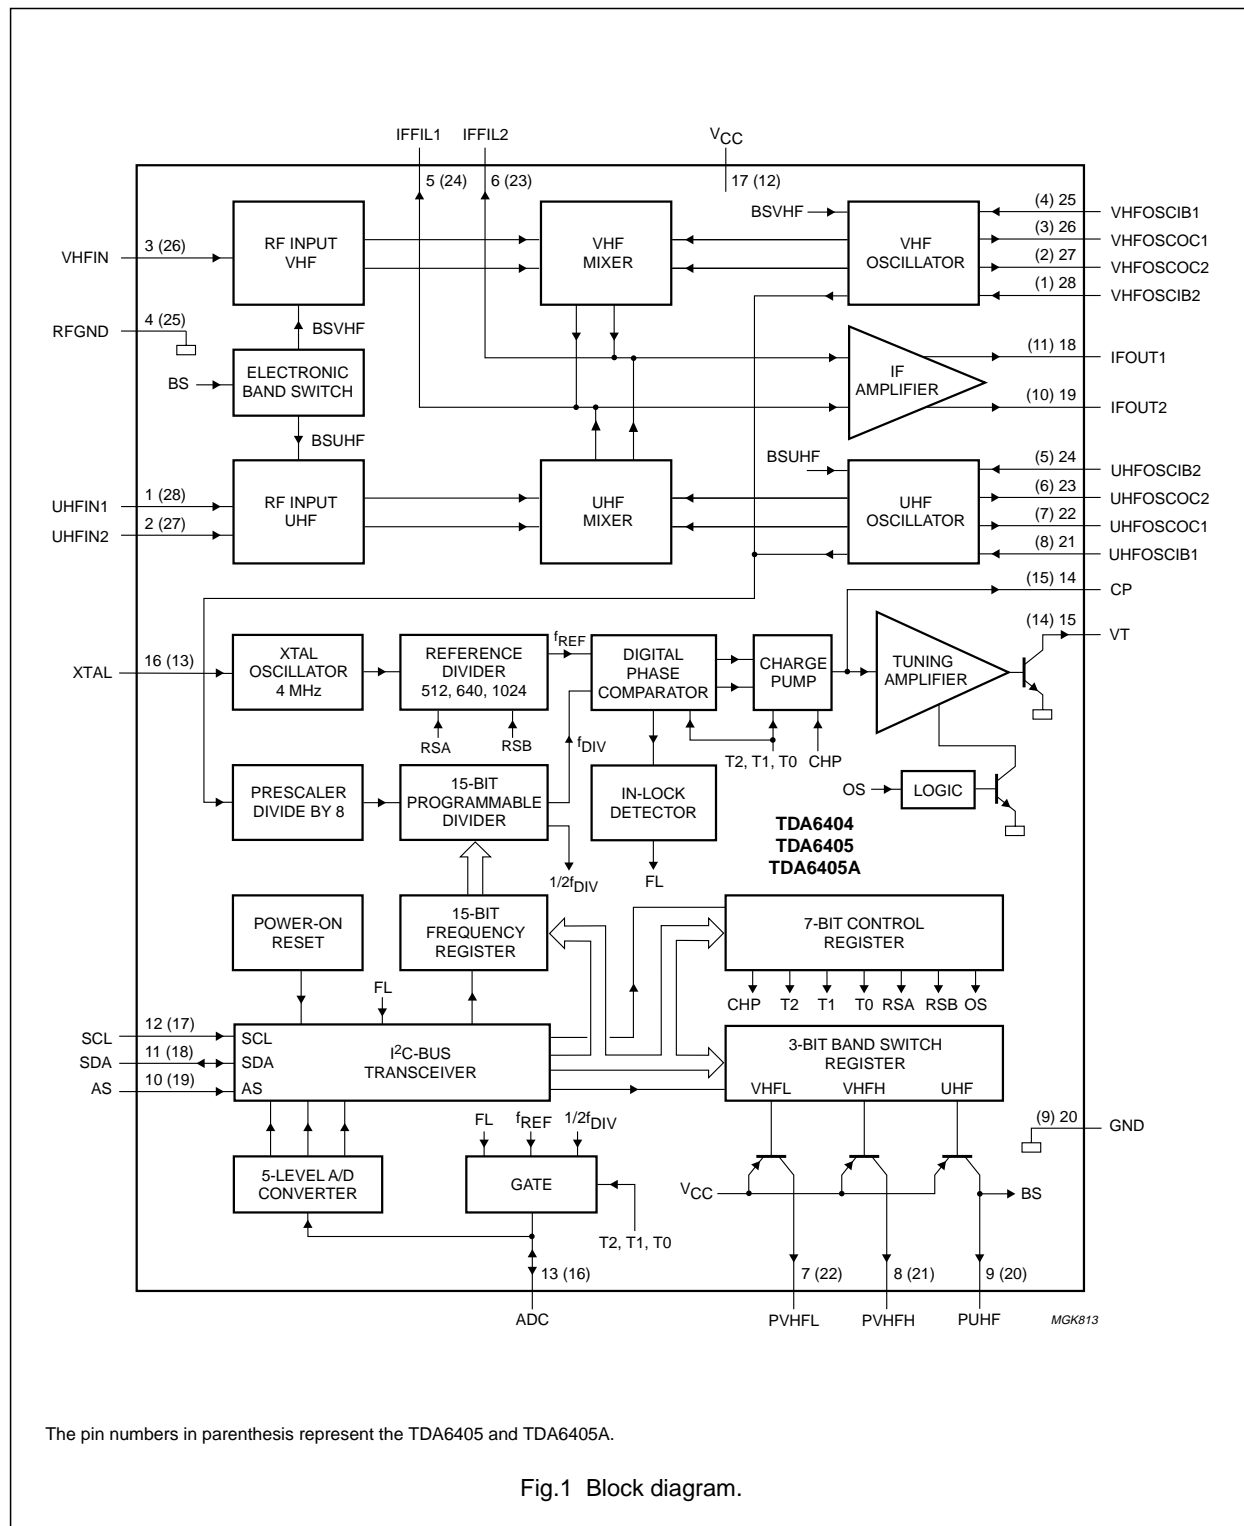 IFFIL1 IFFIL2 VCC
5 (24) 6 (23) 17 (12)
VHFIN 3 (26)
RF INPUT
VHF
VHF
MIXER
BSVHF
VHF
OSCILLATOR
(4) 25 VHFOSCIB1
(3) 26 VHFOSCOC1
(2) 27 VHFOSCOC2
(1) 28 VHFOSCIB2
RFGND 4 (25)
BSVHF
BS
ELECTRONIC
BAND SWITCH
BSUHF
IF
AMPLIFIER
(11) 18 IFOUT1
(10) 19 IFOUT2
UHFIN1 1 (28)
UHFIN2 2 (27)
RF INPUT
UHF
UHF
MIXER
BSUHF
UHF
OSCILLATOR
(5) 24 UHFOSCIB2
(6) 23 UHFOSCOC2
(7) 22 UHFOSCOC1
(8) 21 UHFOSCIB1
(15) 14 CP
(14) 15 VT
XTAL 16 (13)
XTAL
OSCILLATOR
4 MHz
REFERENCE
DIVIDER
512, 640, 1024
fREF
DIGITAL
PHASE
COMPARATOR
CHARGE
PUMP
TUNING
AMPLIFIER
RSA RSB
fDIV
T2, T1, T0 CHP
PRESCALER
DIVIDE BY 8
15-BIT
PROGRAMMABLE
DIVIDER
IN-LOCK
DETECTOR
OS LOGIC
1/2fDIV
FL
TDA6404
TDA6405
TDA6405A
POWER-ON
RESET
15-BIT
FREQUENCY
REGISTER
7-BIT CONTROL
REGISTER
CHP T2 T1 T0 RSA RSB OS
FL
SCL 12 (17) SCL
SDA 11 (18) SDA
AS 10 (19) AS
I2C-BUS
TRANSCEIVER
3-BIT BAND SWITCH
REGISTER
VHFL VHFH UHF
(9) 20 GND
5-LEVEL A/D
CONVERTER
FL fREF 1/2fDIV
GATE
T2, T1, T0
VCC BS
13 (16) 7 (22) 8 (21) 9 (20)
ADC PVHFL PVHFH PUHF MGK813
The pin numbers in parenthesis represent the TDA6405 and TDA6405A.
Fig.1 Block diagram.